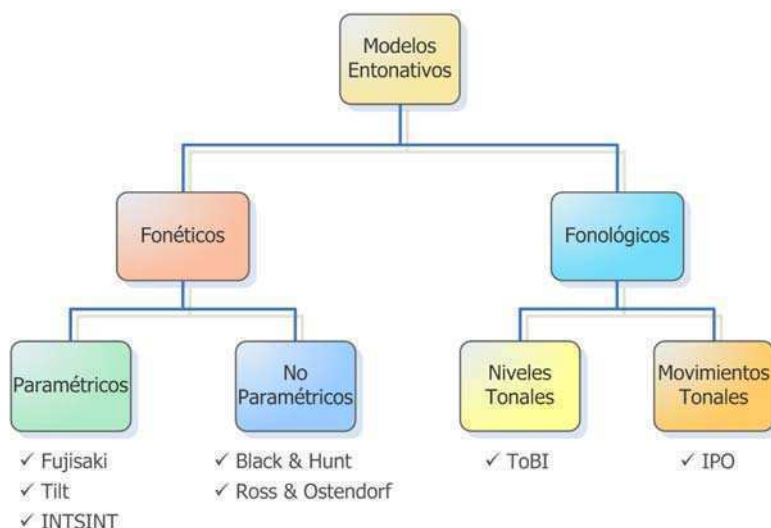 Modelos
Entonativos
Fonéticos
Fonológicos
Paramétricos
No
Paramétricos
Niveles
Tonales
Movimientos
Tonales
✓ Fujisaki
✓ Tilt
✓ INTSINT
✓ Black & Hunt
✓ Ross & Ostendorf
✓ ToBI
✓ IPO